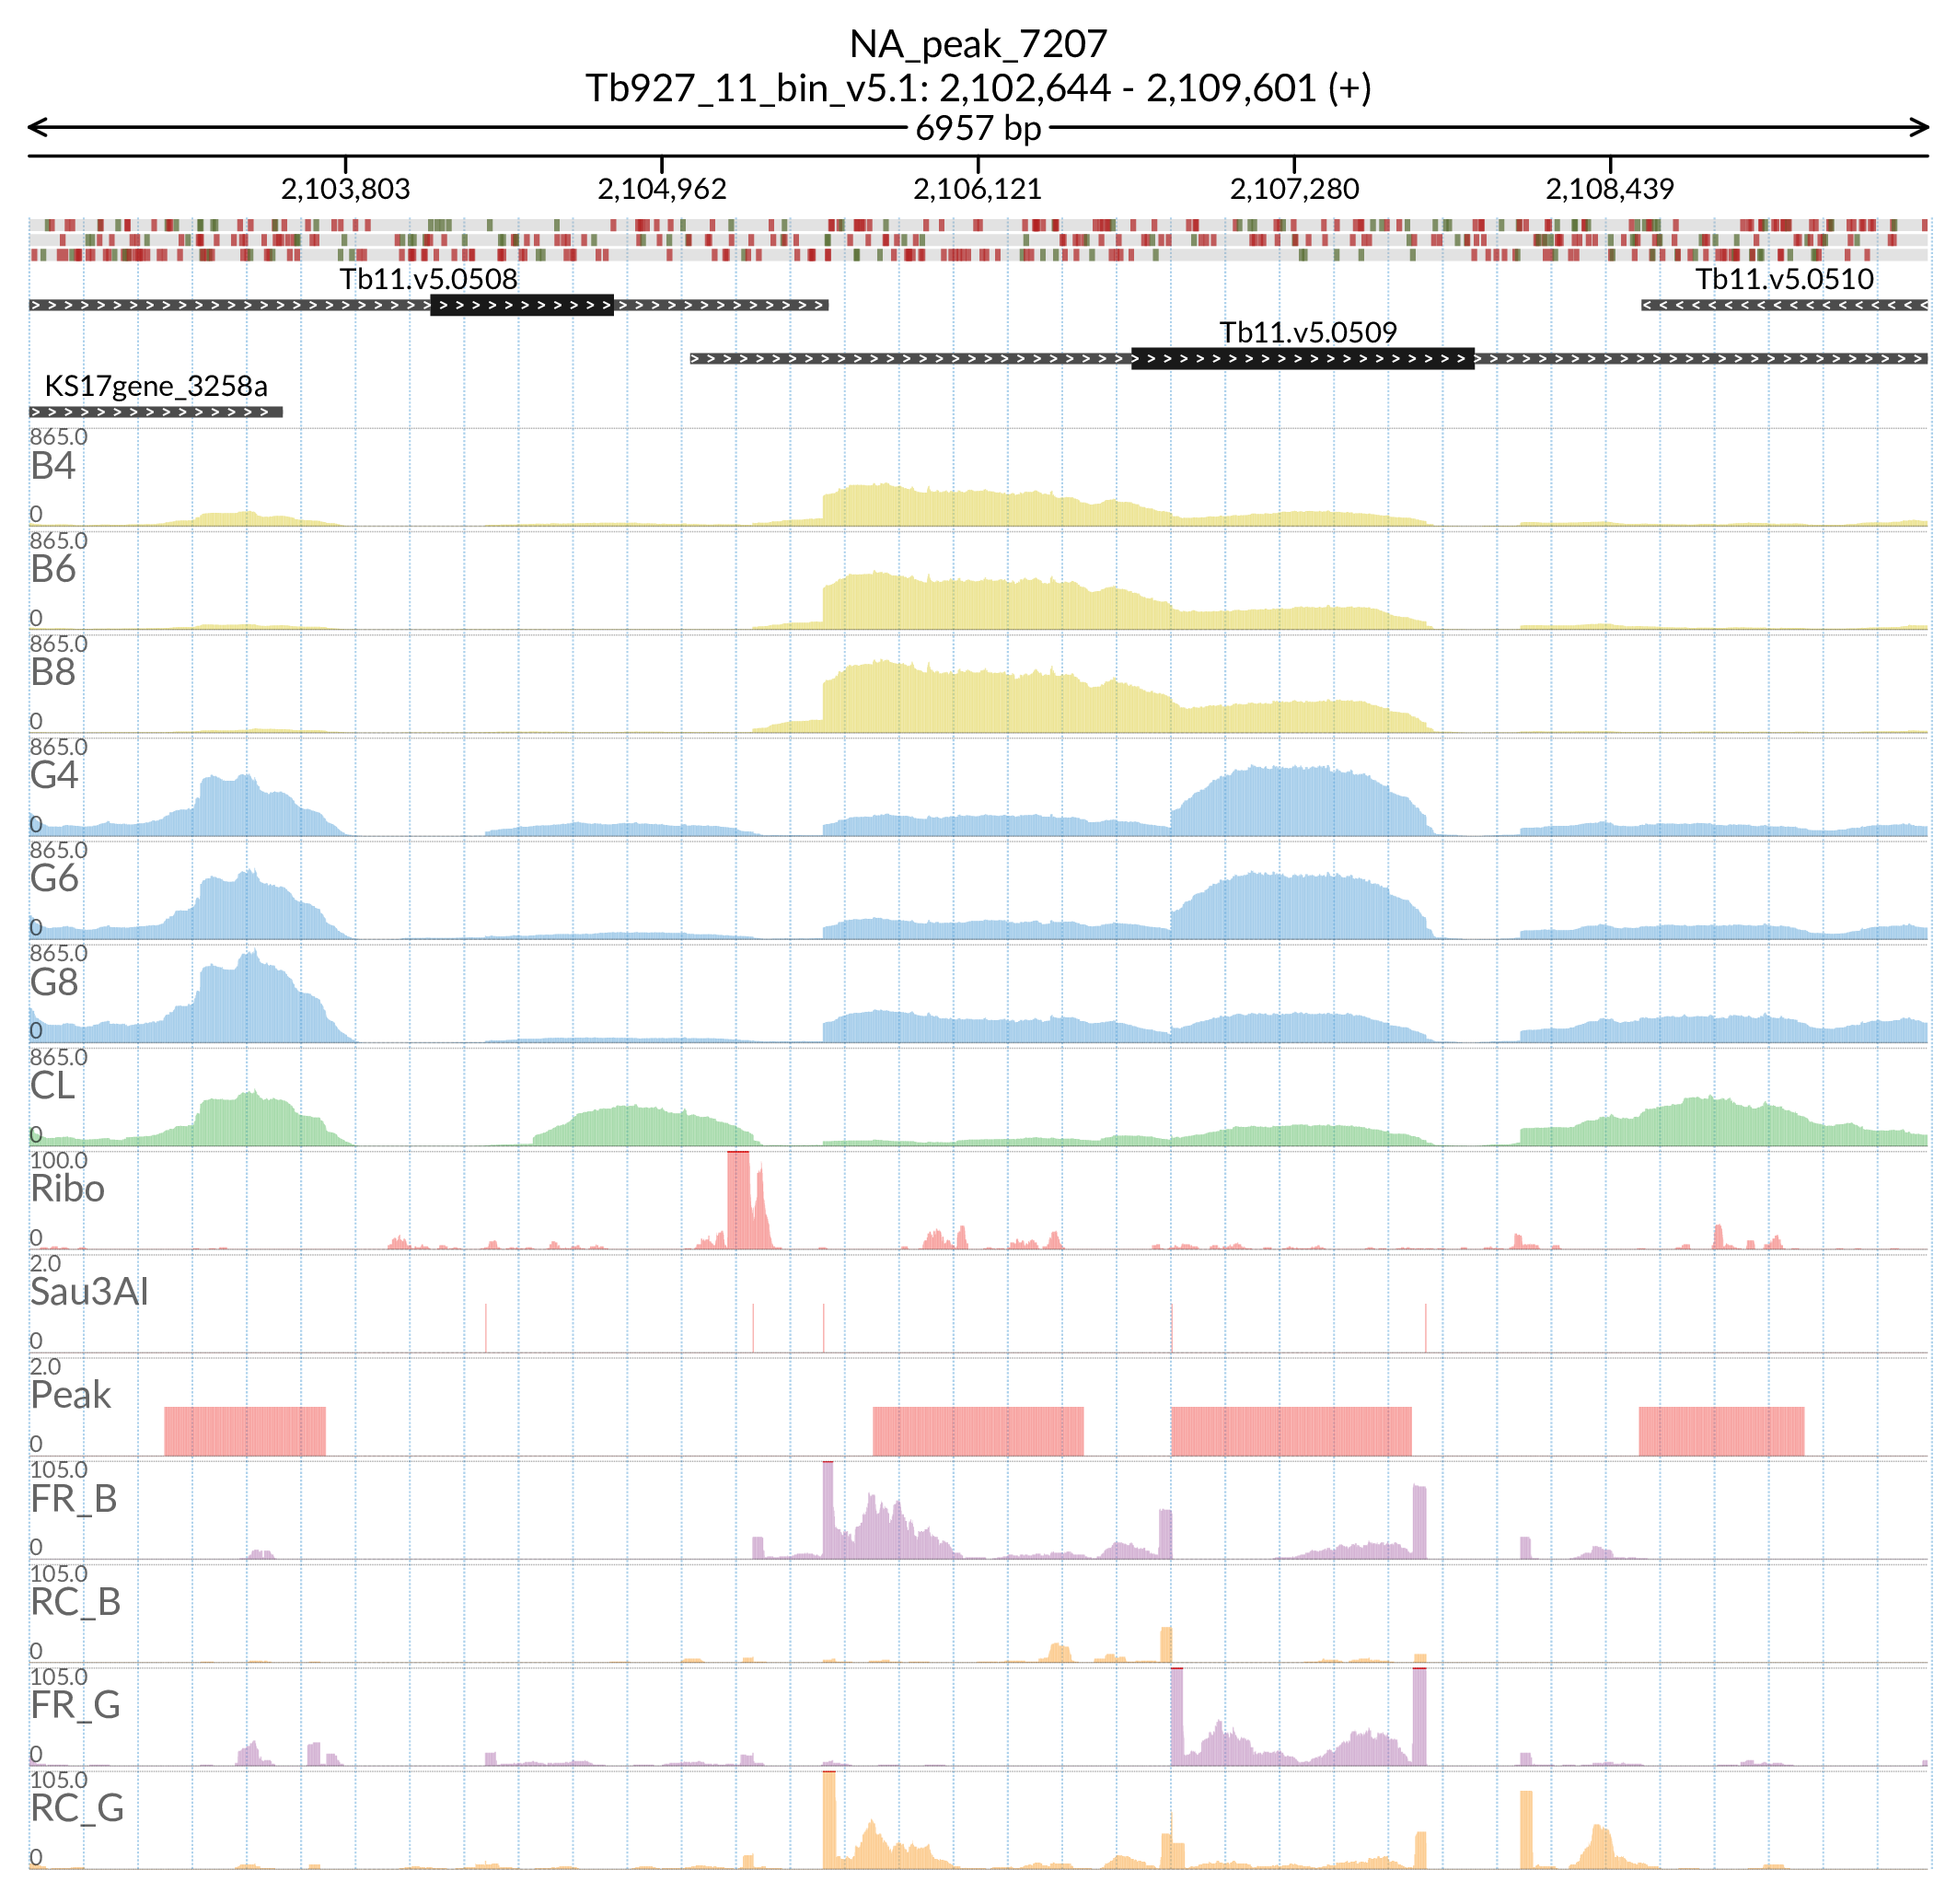 NA_peak_7207
Tb927_11_bin_v5.1: 2,102,644 - 2,109,601 (+)
6957 bp
2,103,803 2,104,962 2,106,121 2,107,280 2,108,439
Tb11.v5.0508 Tb11.v5.0510
Tb11.v5.0509
KS17gene_3258a
865.0
B4
0
865.0
B6
0
865.0
B8
0
865.0
G4
0
865.0
G6
0
865.0
G8
0
865.0
CL
0
100.0
Ribo
0
2.0
Sau3AI
0
2.0
Peak
0
105.0
FR_B
0
105.0
RC_B
0
105.0
FR_G
0
105.0
RC_G
0